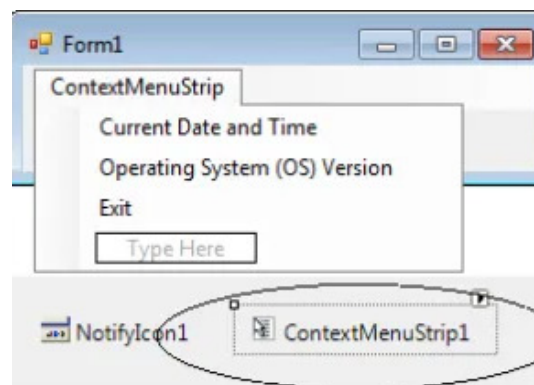 Form1
ContextMenuStrip
Current Date and Time
Operating System (OS) Version
Exit
Type Here
NotifyIcon1
ContextMenuStrip1